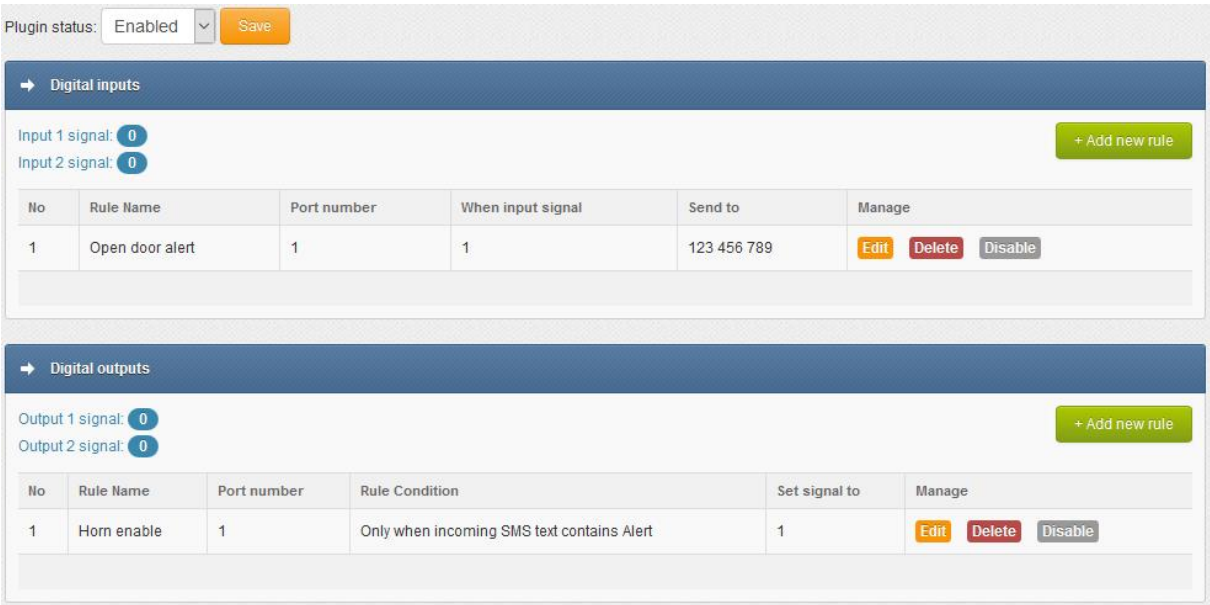 Plugin status: Enabled Save
Digital inputs
Input 1 signal: 0
+ Add new rule
Input 2 signal: 0
No Rule Name Port number When input signal Send to Manage
1 Open door alert 1 1 123 456 789 Edit Delete Disable
Digital outputs
Output 1 signal: 0
+ Add new rule
Output 2 signal: 0
No Rule Name Port number Rule Condition Set signal to Manage
1 Horn enable 1 Only when incoming SMS text contains Alert 1 Edit Delete Disable